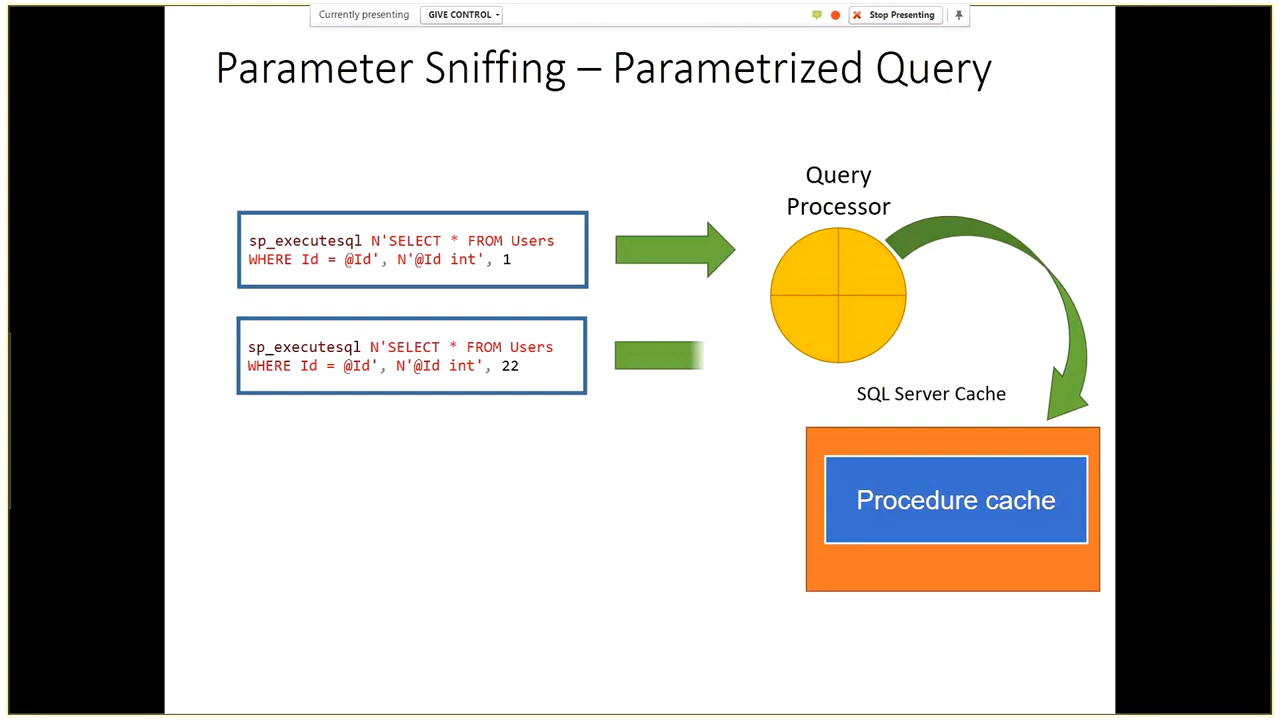 Currently presenting
GIVE CONTROL
Stop Presenting
Parameter Sniffing – Parametrized Query
Query
Processor
sp_executesql N'SELECT * FROM Users
WHERE Id = @Id', N'@Id int', 1
sp_executesql N'SELECT * FROM Users
WHERE Id = @Id', N'@Id int', 22
SQL Server Cache
Procedure cache